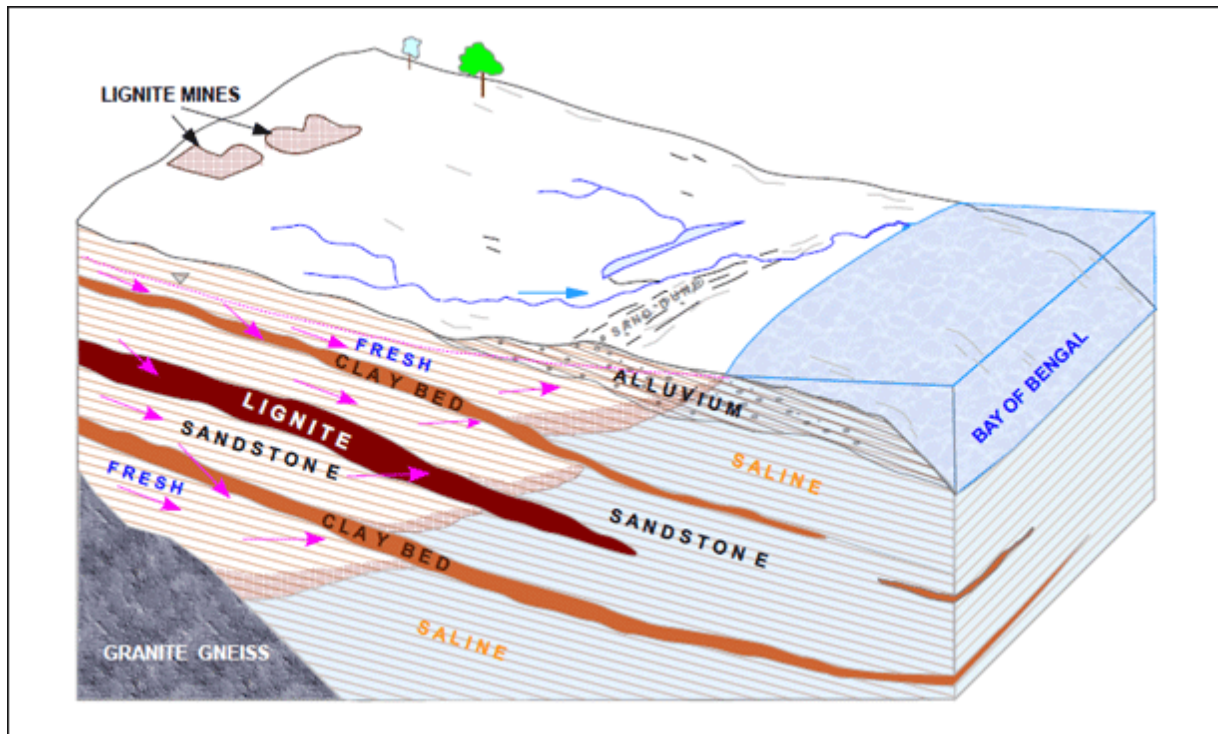 LIGNITE MINES
SAND DUNE
FRESH
CLAY BED
ALLUVIUM
BAY OF BENGAL
LIGNITE
SANDSTONE
SALINE
FRESH
SANDSTONE
CLAY BED
SALINE
GRANITE GNEISS